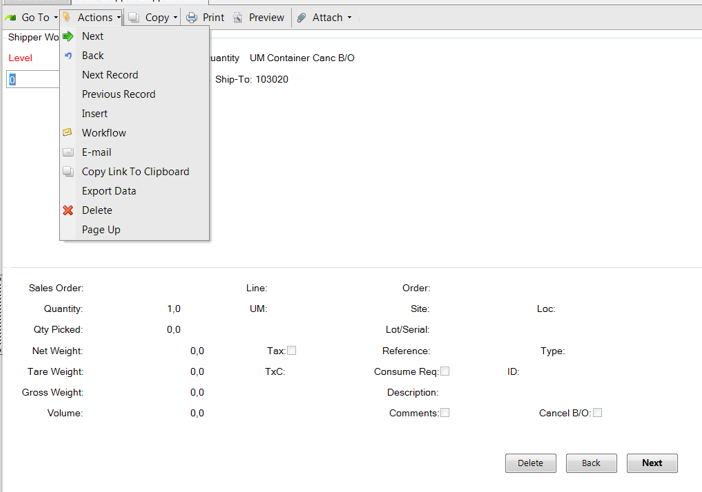 Go To Actions Copy Print Preview Attach
Shipper Wo
Level uantity UM Container Canc B/O
0 Ship-To: 103020
Next
Back
Next Record
Previous Record
Insert
Workflow
E-mail
Copy Link To Clipboard
Export Data
Delete
Page Up
Sales Order: Line: Order:
Quantity: 1,0 UM: Site: Loc:
Qty Picked: 0,0 Lot/Serial:
Net Weight: 0,0 Tax: Reference: Type:
Tare Weight: 0,0 TxC: Consume Req: ID:
Gross Weight: 0,0 Description:
Volume: 0,0 Comments: Cancel B/O:
Delete Back Next